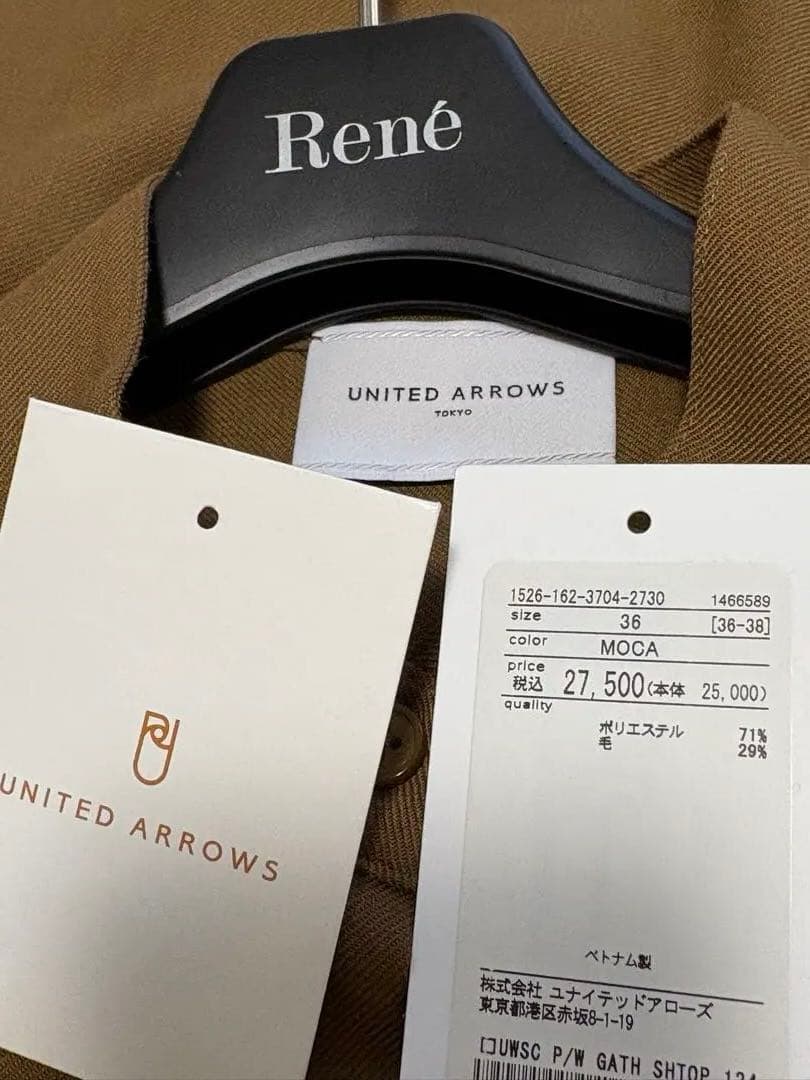 René
UNITED ARROWS
TOKYO
UNITED ARROWS
1526-162-3704-2730 1466589
size 36 [36-38]
color MOCA
price
税込 27,500(本体 25,000)
quality
ポリエステル 71%
毛 29%
ベトナム製
株式会社 ユナイテッドアローズ
東京都港区赤坂8-1-19
UWSC P/W GATH SHTOP